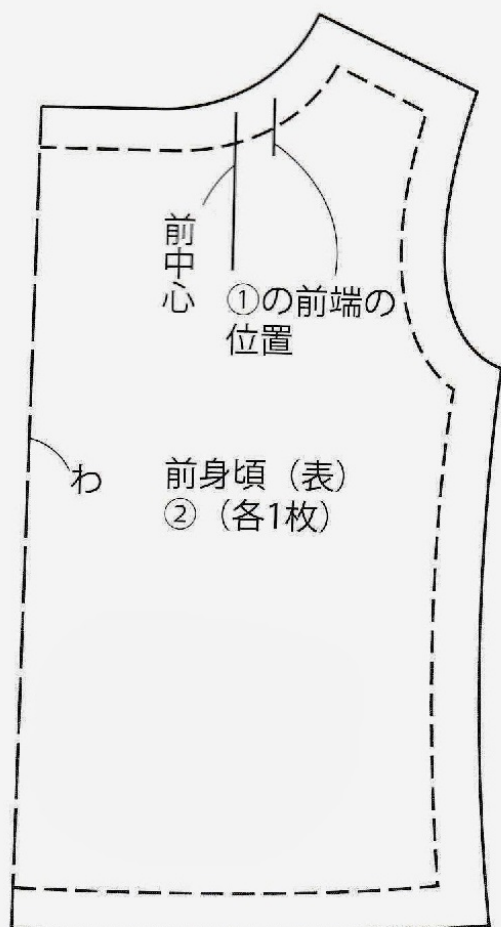 前中心
①の前端の
位置
わ
前身頃（表）
②（各1枚）